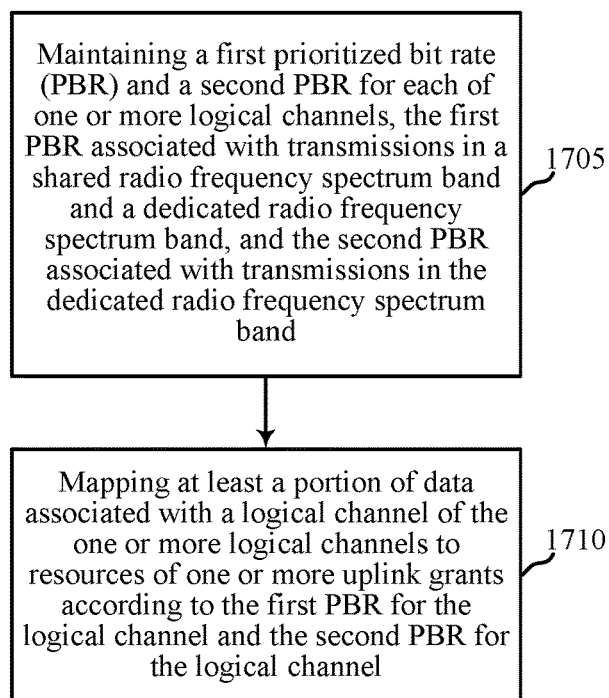 Maintaining a first prioritized bit rate
(PBR) and a second PBR for each of
one or more logical channels, the first
PBR associated with transmissions in a
shared radio frequency spectrum band
and a dedicated radio frequency
spectrum band, and the second PBR
associated with transmissions in the
dedicated radio frequency spectrum
band
1705
Mapping at least a portion of data
associated with a logical channel of the
one or more logical channels to
resources of one or more uplink grants
according to the first PBR for the
logical channel and the second PBR for
the logical channel
1710